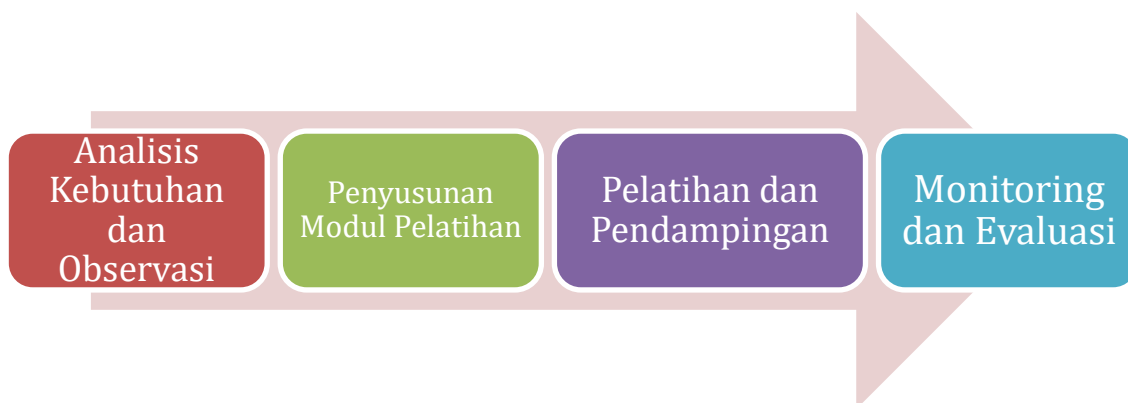 Analisis
Kebutuhan
dan
Observasi
Penyusunan
Modul Pelatihan
Pelatihan dan
Pendampingan
Monitoring
dan Evaluasi